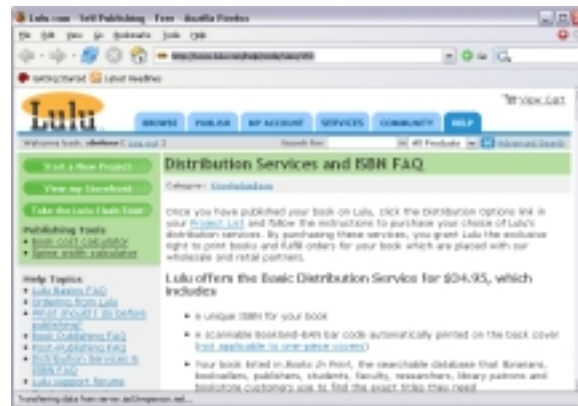 Lulu.com - Self Publishing - Free - Mozilla Firefox
File Edit View Go Bookmarks Tools Help
Getting Started Latest Headlines
View Cart
Lulu
BROWSE PUBLISH MY ACCOUNT SERVICES COMMUNITY HELP
Welcome back, [ Log out ] Search for: All Products Advanced Search
Start a New Project
View my Storefront
Take the Lulu Flash Tour
Publishing Tools
Book cost calculator
Spine width calculator
Help Topics
Lulu Basics FAQ
Ordering from Lulu
What should I do before
publishing?
Book Publishing FAQ
Post-Publishing FAQ
Distribution Services &
ISBN FAQ
Lulu support forums
Distribution Services and ISBN FAQ
Category:
Once you have published your book on Lulu, click the Distribution Options link in
your Project List and follow the instructions to purchase your choice of Lulu's
distribution services. By purchasing these services, you grant Lulu the exclusive
right to print books and fulfill orders for your book which are placed with our
wholesale and retail partners.
Lulu offers the Basic Distribution Service for $34.95, which
includes
A unique ISBN for your book
A scannable Bookland-EAN bar code automatically printed on the back cover
(not applicable to one-piece covers)
Your book listed in Books In Print, the searchable database that librarians,
booksellers, publishers, students, faculty, researchers, library patrons and
bookstore customers use to find the exact titles they need
Transferring data from